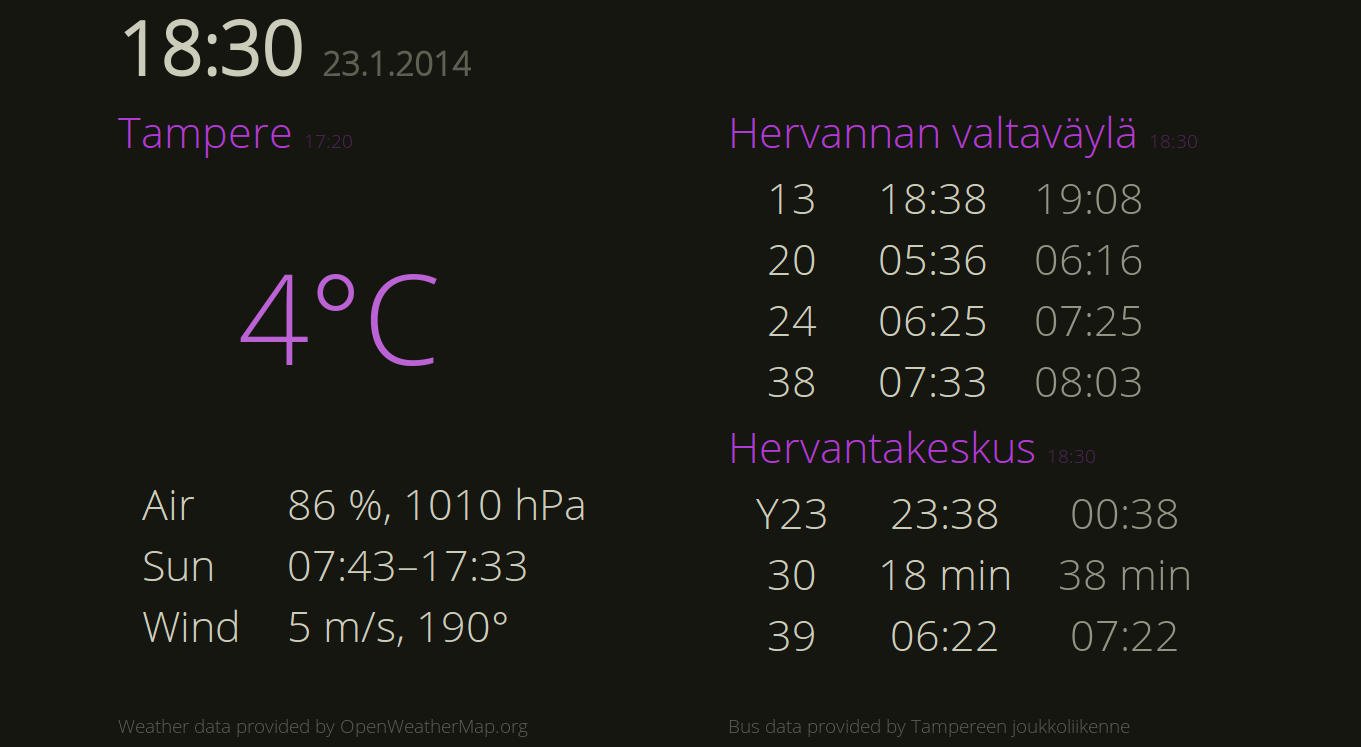 18:30 23.1.2014
Tampere 17:20
4°C
Air 86 %, 1010 hPa
Sun 07:43–17:33
Wind 5 m/s, 190°
Weather data provided by OpenWeatherMap.org
Hervannan valtaväylä 18:30
13 18:38 19:08
20 05:36 06:16
24 06:25 07:25
38 07:33 08:03
Hervantakeskus 18:30
Y23 23:38 00:38
30 18 min 38 min
39 06:22 07:22
Bus data provided by Tampereen joukkoliikenne